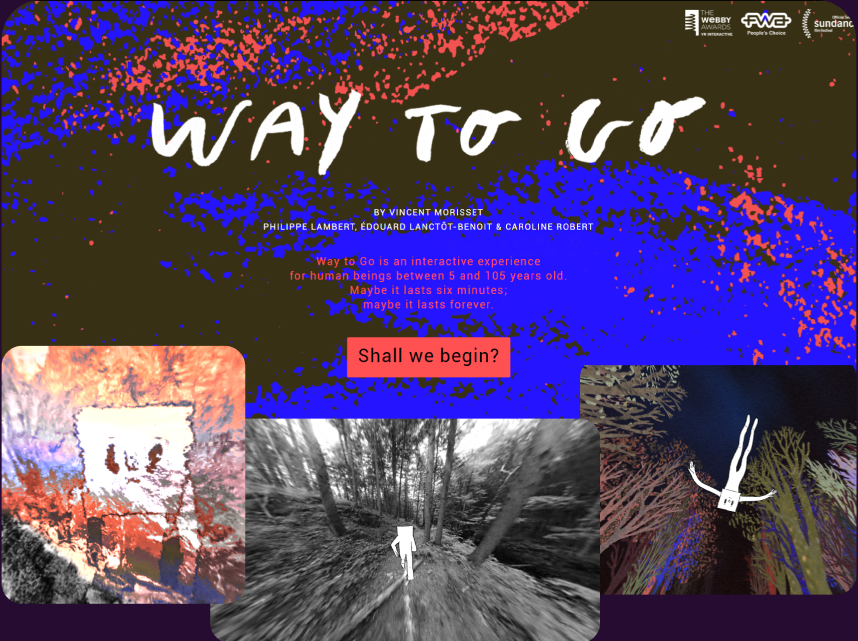 THE
WEBBY
AWARDS
VR INTERACTIVE
FWA
People's Choice
sundanc
film festival
WAY TO GO
BY VINCENT MORISSET
PHILIPPE LAMBERT, ÉDOUARD LANCTÔT-BENOIT & CAROLINE ROBERT
Way to Go is an interactive experience
for human beings between 5 and 105 years old.
Maybe it lasts six minutes;
maybe it lasts forever.
Shall we begin?